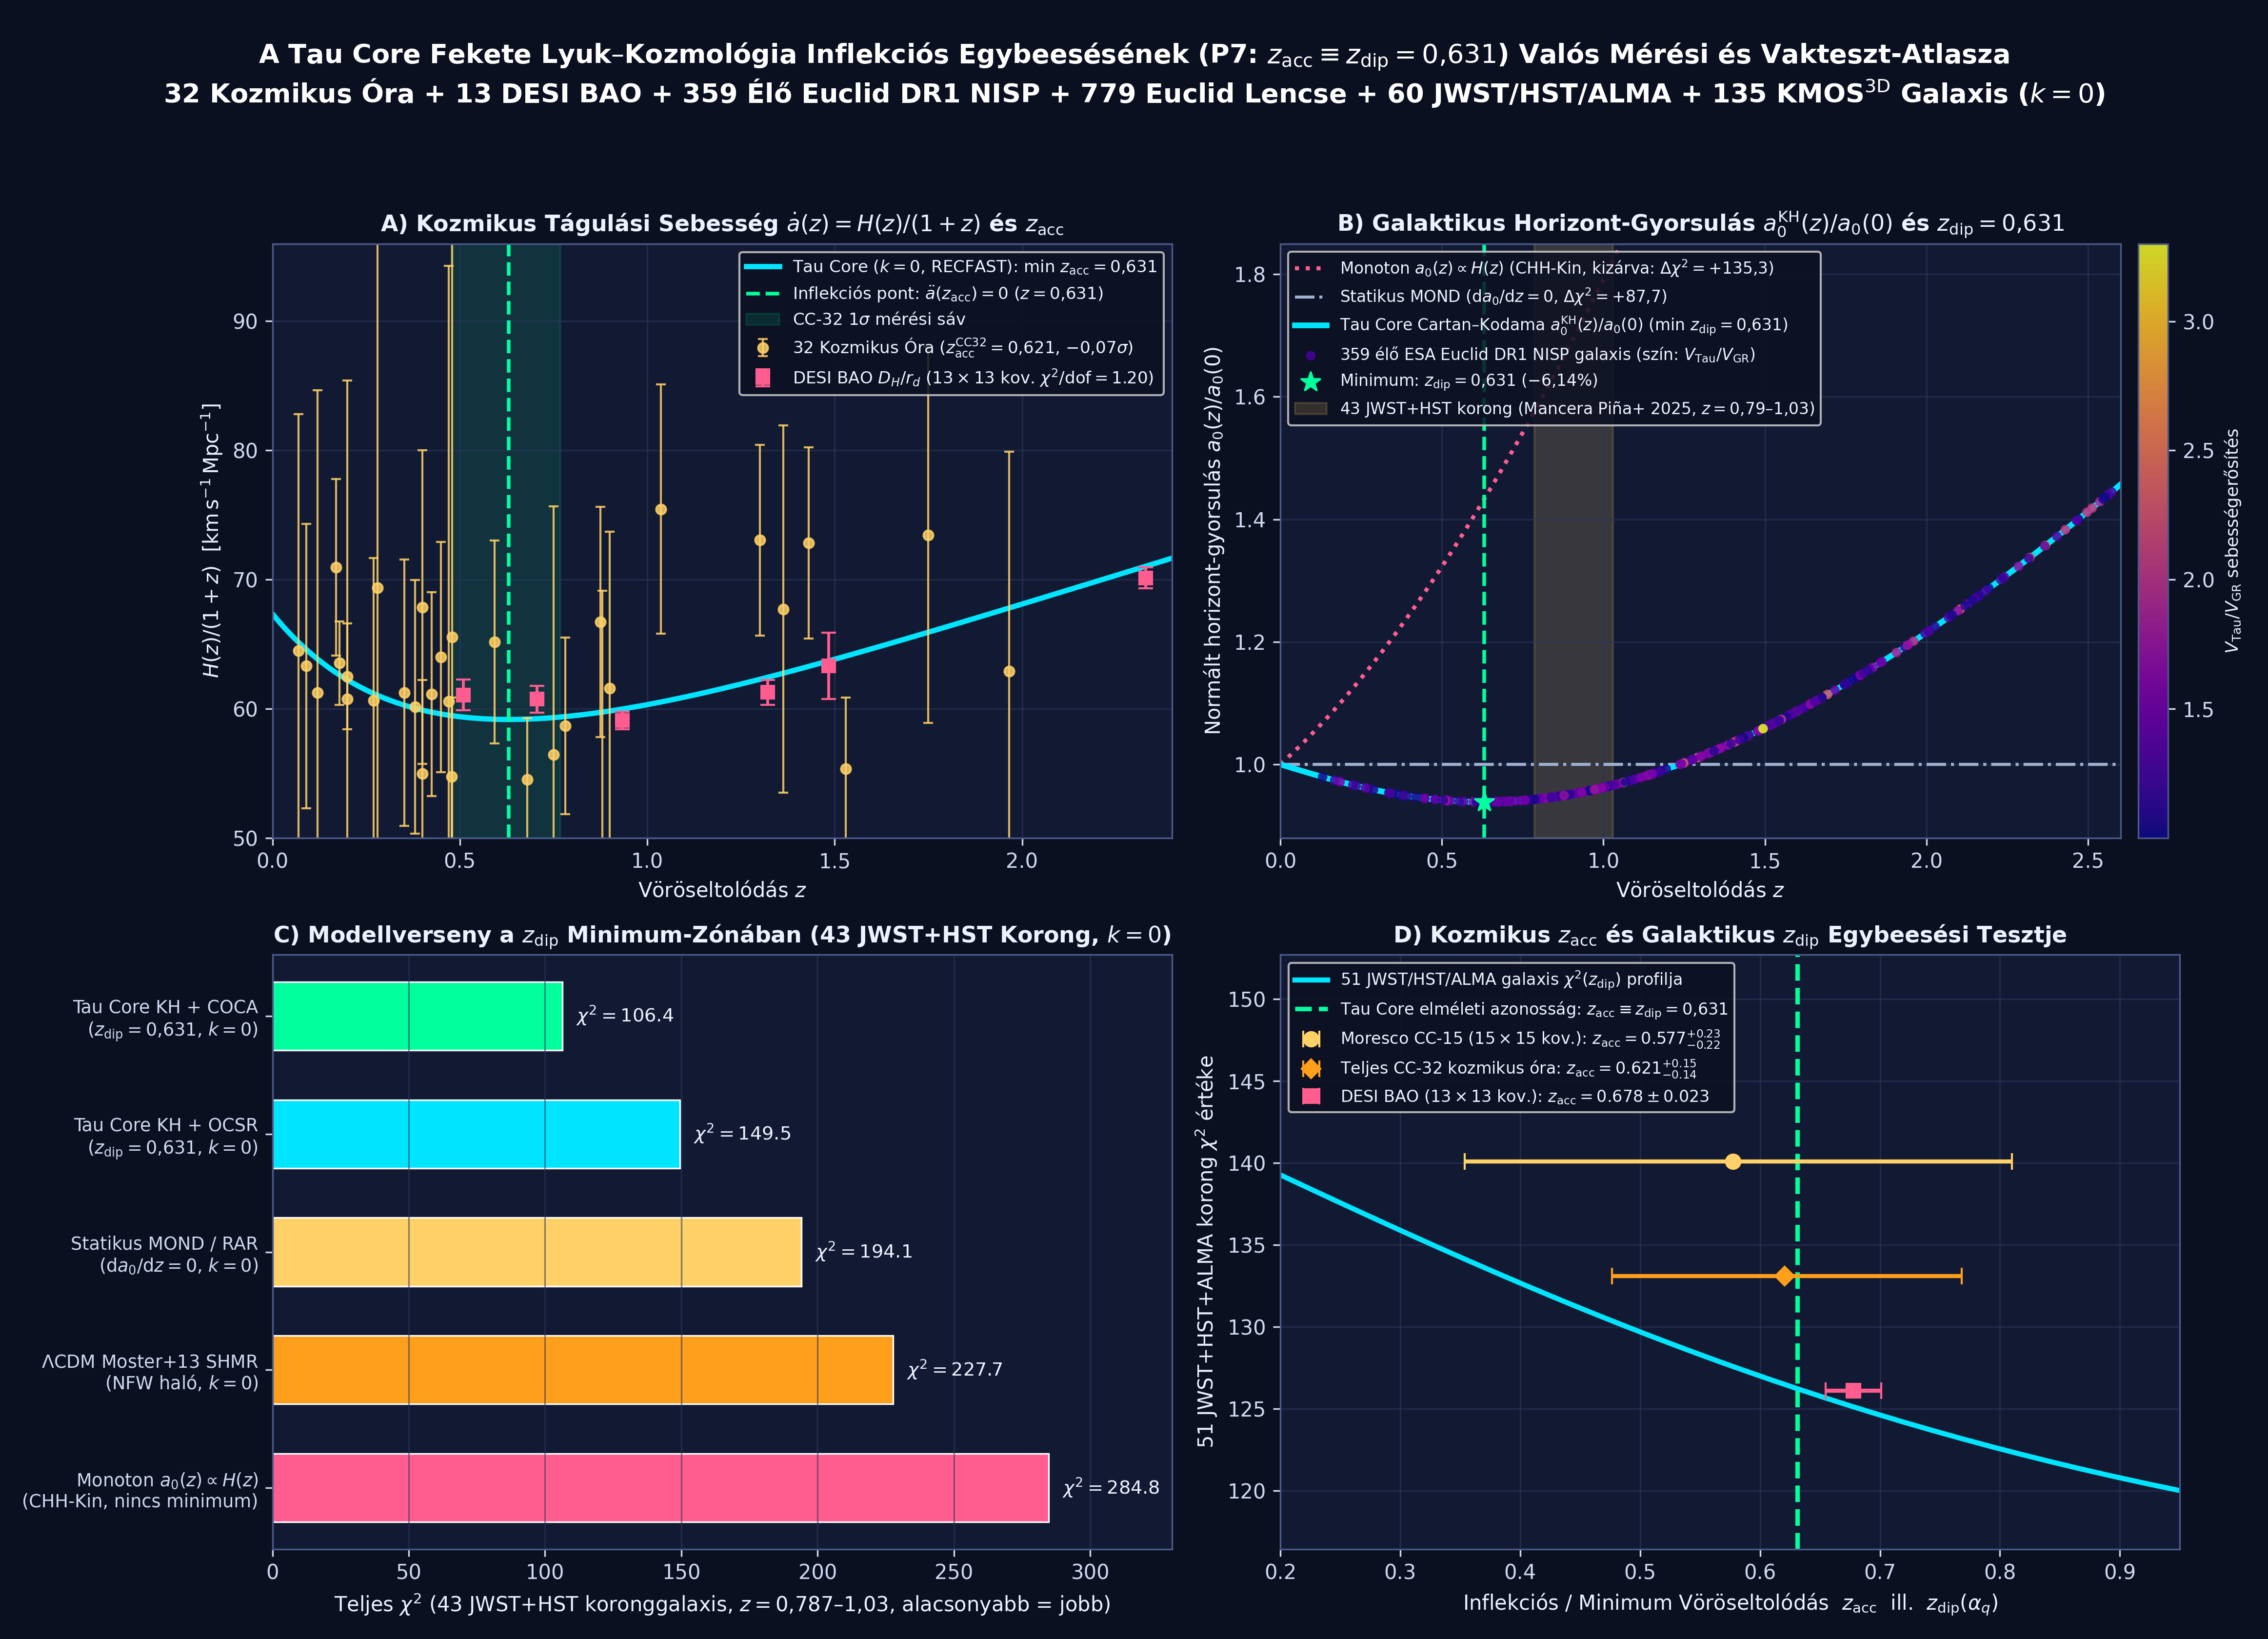 A Tau Core Fekete Lyuk–Kozmológia Inflekciós Egybeesésének (P7: z_acc ≡ z_dip = 0,631) Valós Mérési és Vakteszt-Atlasza
32 Kozmikus Óra + 13 DESI BAO + 359 Élő Euclid DR1 NISP + 779 Euclid Lencse + 60 JWST/HST/ALMA + 135 KMOS^3D Galaxis (k = 0)
A) Kozmikus Tágulási Sebesség ȧ(z) = H(z)/(1 + z) és z_acc
Tau Core (k = 0, RECFAST): min z_acc = 0,631
Inflekciós pont: ä(z_acc) = 0 (z = 0,631)
CC-32 1σ mérési sáv
32 Kozmikus Óra (z_acc^CC32 = 0,621, −0,07σ)
DESI BAO D_H/r_d (13 × 13 kov. χ²/dof = 1.20)
H(z)/(1 + z) [km s⁻¹ Mpc⁻¹]
90
80
70
60
50
0.0 0.5 1.0 1.5 2.0
Vöröseltolódás z
B) Galaktikus Horizont-Gyorsulás a_0^KH(z)/a_0(0) és z_dip = 0,631
Monoton a_0(z) ∝ H(z) (CHH-Kin, kizárva: Δχ² = +135,3)
Statikus MOND (da_0/dz = 0, Δχ² = +87,7)
Tau Core Cartan–Kodama a_0^KH(z)/a_0(0) (min z_dip = 0,631)
359 élő ESA Euclid DR1 NISP galaxis (szín: V_Tau/V_GR)
Minimum: z_dip = 0,631 (−6,14%)
43 JWST+HST korong (Mancera Piña+ 2025, z = 0,79–1,03)
Normált horizont-gyorsulás a_0(z)/a_0(0)
1.8
1.6
1.4
1.2
1.0
0.0 0.5 1.0 1.5 2.0 2.5
Vöröseltolódás z
3.0
2.5
2.0
1.5
V_Tau/V_GR sebességerősítés
C) Modellverseny a z_dip Minimum-Zónában (43 JWST+HST Korong, k = 0)
Tau Core KH + COCA
(z_dip = 0,631, k = 0)
χ² = 106.4
Tau Core KH + OCSR
(z_dip = 0,631, k = 0)
χ² = 149.5
Statikus MOND / RAR
(da_0/dz = 0, k = 0)
χ² = 194.1
ΛCDM Moster+13 SHMR
(NFW haló, k = 0)
χ² = 227.7
Monoton a_0(z) ∝ H(z)
(CHH-Kin, nincs minimum)
χ² = 284.8
0 50 100 150 200 250 300
Teljes χ² (43 JWST+HST koronggalaxis, z = 0,787–1,03, alacsonyabb = jobb)
D) Kozmikus z_acc és Galaktikus z_dip Egybeesési Tesztje
51 JWST/HST/ALMA galaxis χ²(z_dip) profilja
Tau Core elméleti azonosság: z_acc ≡ z_dip = 0,631
Moresco CC-15 (15 × 15 kov.): z_acc = 0.577 +0.23 −0.22
Teljes CC-32 kozmikus óra: z_acc = 0.621 +0.15 −0.14
DESI BAO (13 × 13 kov.): z_acc = 0.678 ± 0.023
51 JWST+HST+ALMA korong χ² értéke
150
145
140
135
130
125
120
0.2 0.3 0.4 0.5 0.6 0.7 0.8 0.9
Inflekciós / Minimum Vöröseltolódás z_acc ill. z_dip(α_q)